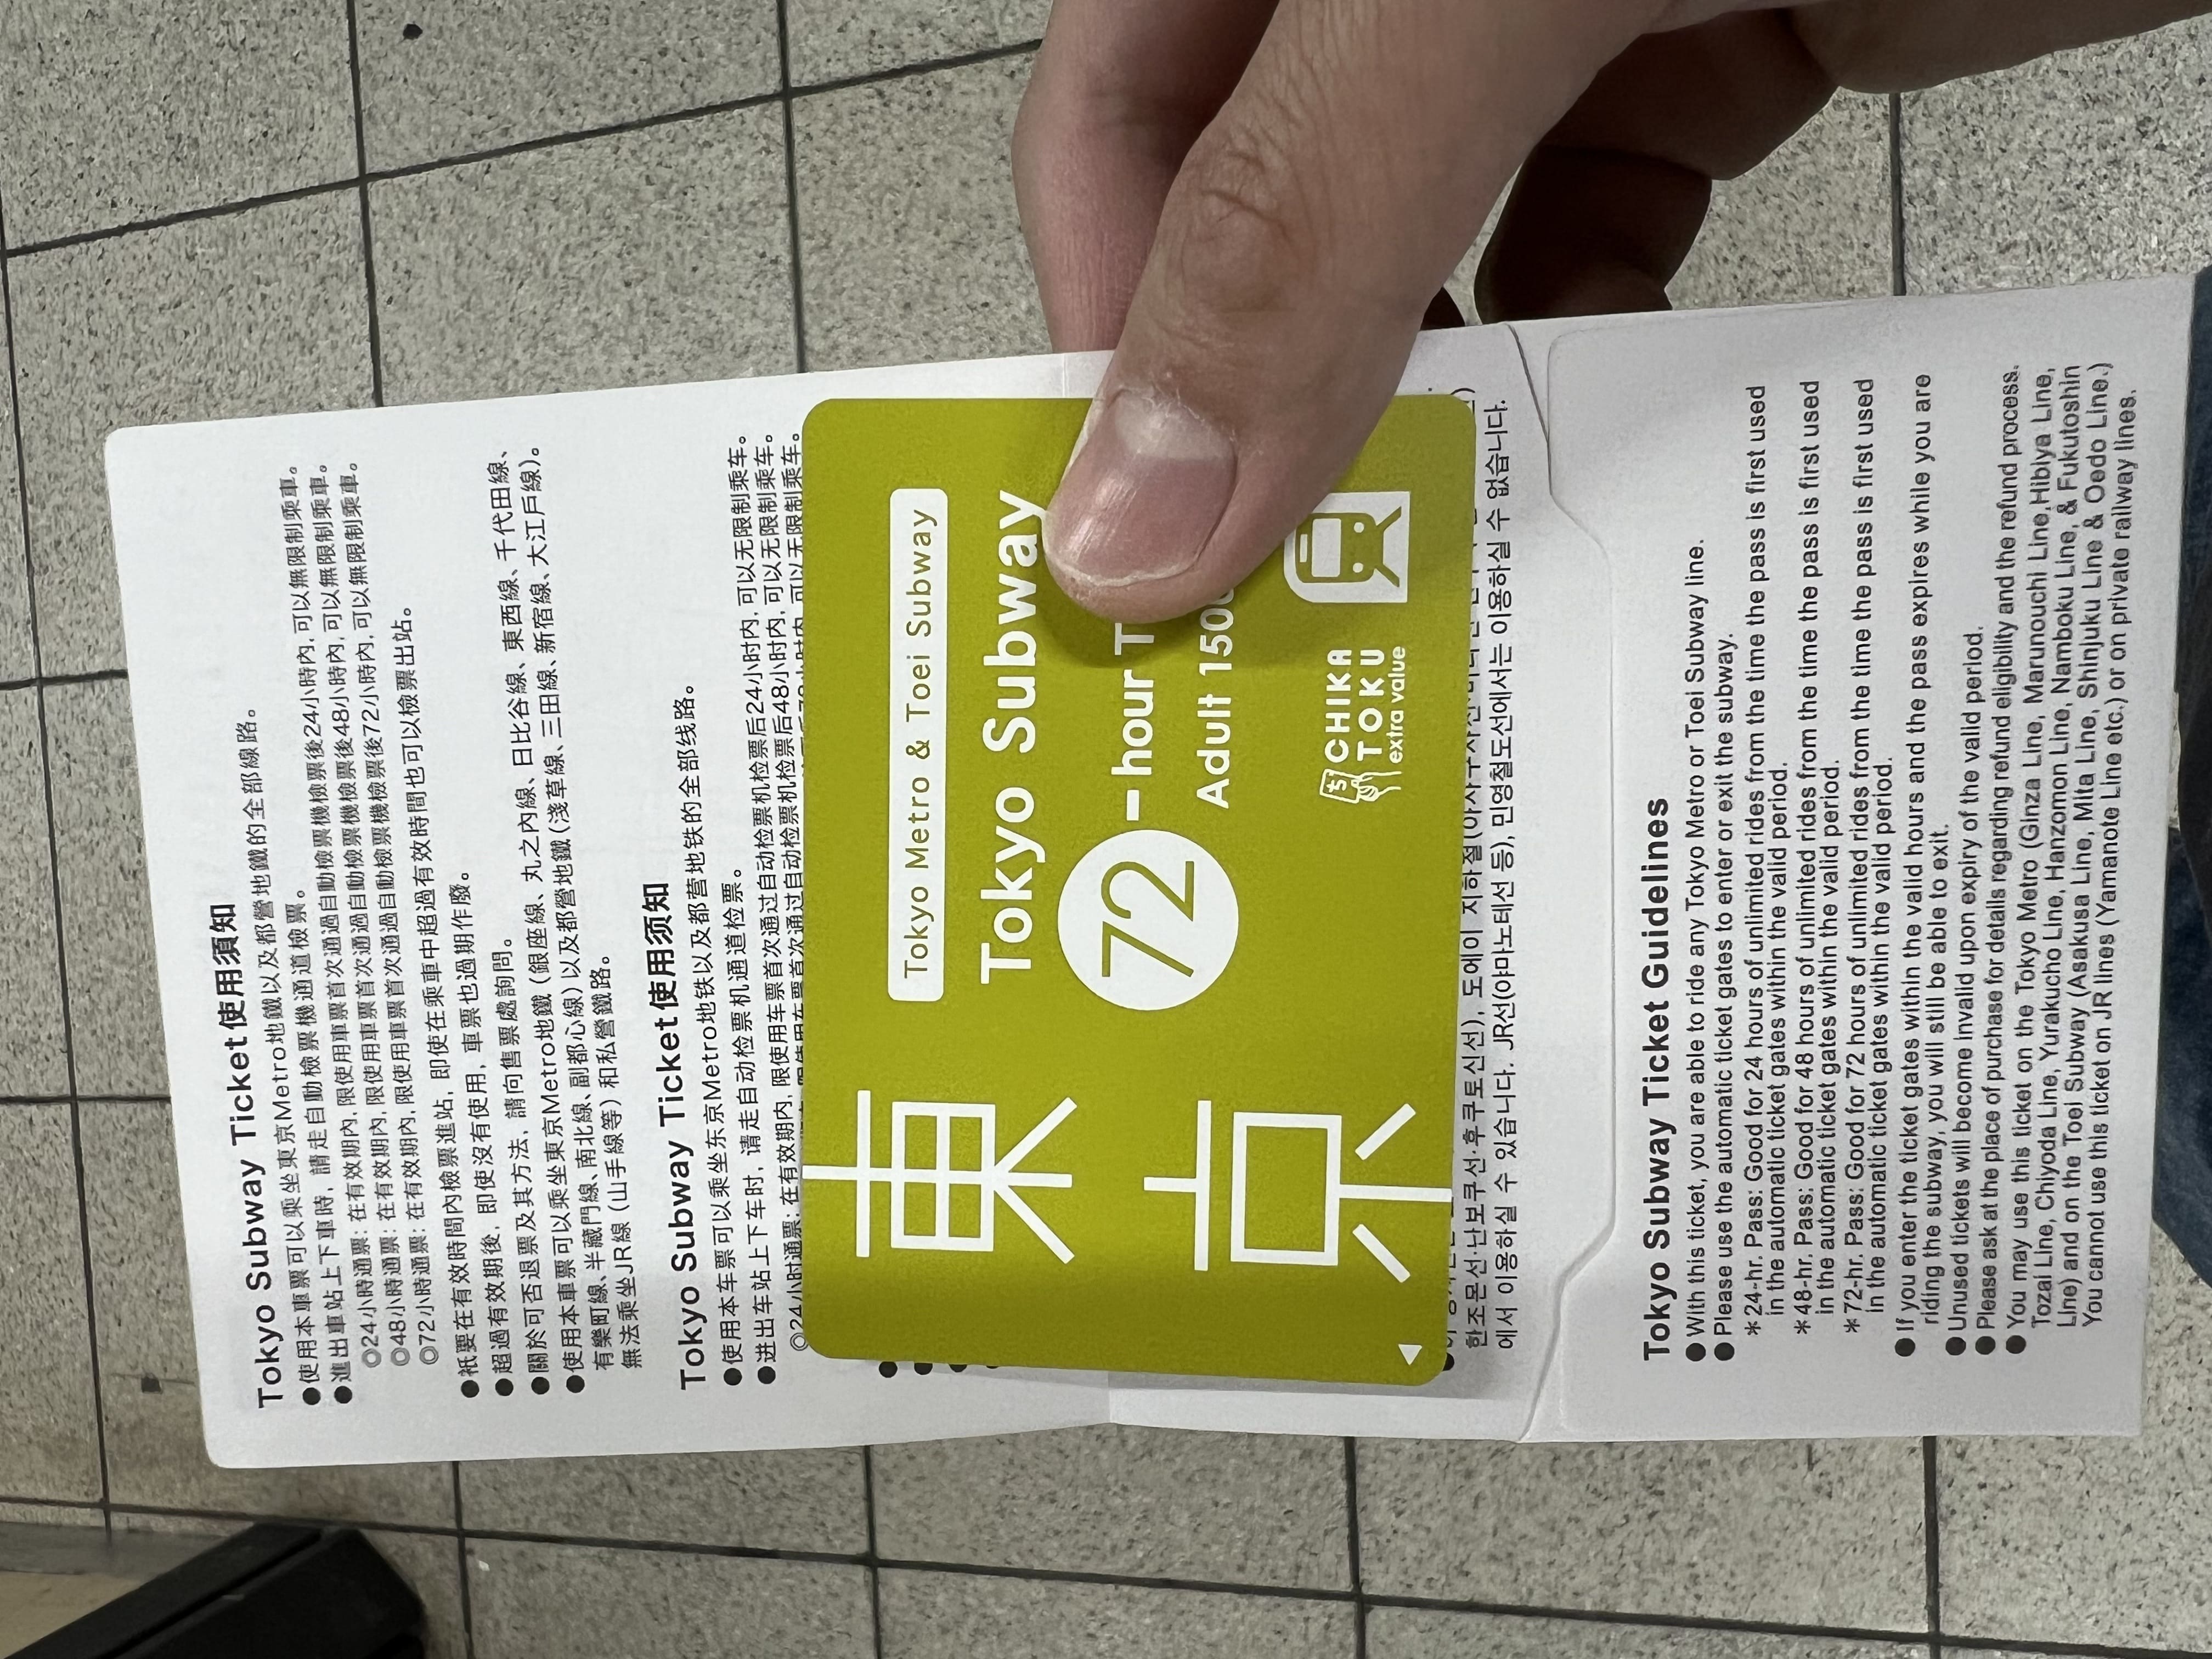 Tokyo Subway Ticket使用須知
●使用本車票可以乘坐東京Metro地鐵以及都營地鐵的全部線路。
●進出車站上下車時, 請走自動檢票機通道檢票。
◎24小時通票: 在有效期內, 限使用車票首次通過自動檢票機檢票後24小時內, 可以無限制乘車。
◎48小時通票: 在有效期內, 限使用車票首次通過自動檢票機檢票後48小時內, 可以無限制乘車。
◎72小時通票: 在有效期內, 限使用車票首次通過自動檢票機檢票後72小時內, 可以無限制乘車。
●祇要在有效時間內檢票進站, 即使在乘車中超過有效時間也可以檢票出站。
●超過有效期後, 即使沒有使用, 車票也過期作廢。
●關於可否退票及其方法, 請向售票處詢問。
●使用本車票可以乘坐東京Metro地鐵 (銀座線、丸之內線、日比谷線、東西線、千代田線、
有樂町線、半藏門線、南北線、副都心線) 以及都營地鐵 (淺草線、三田線、新宿線、大江戶線)。
無法乘坐JR線 (山手線等) 和私營鐵路。
Tokyo Subway Ticket使用须知
●使用本车票可以乘坐东京Metro地铁以及都营地铁的全部线路。
●进出车站上下车时, 请走自动检票机通道检票。
◎24小时通票: 在有效期内, 限使用车票首次通过自动检票机检票后24小时内, 可以无限制乘车。
限使用车票首次通过自动检票机检票后48小时内, 可以无限制乘车。
可以无限制乘车。
東京
Tokyo Metro & Toei Subway
Tokyo Subway
72-hour
Adult
ち CHIKA
TOKU
extra value
한조몬선·난보쿠선·후쿠토신선), 도에이 지하철
에서 이용하실 수 있습니다. JR선(야마노테선 등), 민영철도선에서는 이용하실 수 없습니다.
Tokyo Subway Ticket Guidelines
●With this ticket, you are able to ride any Tokyo Metro or Toei Subway line.
●Please use the automatic ticket gates to enter or exit the subway.
*24-hr. Pass: Good for 24 hours of unlimited rides from the time the pass is first used
in the automatic ticket gates within the valid period.
*48-hr. Pass: Good for 48 hours of unlimited rides from the time the pass is first used
in the automatic ticket gates within the valid period.
*72-hr. Pass: Good for 72 hours of unlimited rides from the time the pass is first used
in the automatic ticket gates within the valid period.
●If you enter the ticket gates within the valid hours and the pass expires while you are
riding the subway, you will still be able to exit.
●Unused tickets will become invalid upon expiry of the valid period.
●Please ask at the place of purchase for details regarding refund eligibility and the refund process.
●You may use this ticket on the Tokyo Metro (Ginza Line, Marunouchi Line,Hibiya Line,
Tozai Line, Chiyoda Line, Yurakucho Line, Hanzomon Line, Namboku Line, & Fukutoshin
Line) and on the Toei Subway (Asakusa Line, Mita Line, Shinjuku Line & Oedo Line.)
You cannot use this ticket on JR lines (Yamanote Line etc.) or on private railway lines.